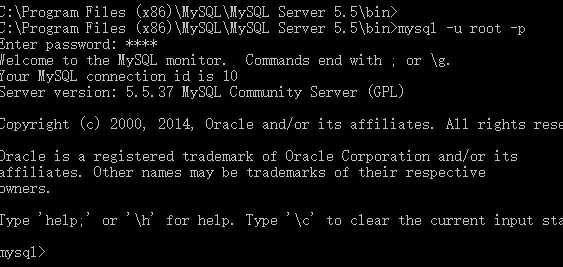 C:\Program Files (x86)\MySQL\MySQL Server 5.5\bin>
C:\Program Files (x86)\MySQL\MySQL Server 5.5\bin>mysql -u root -p
Enter password: ****
Welcome to the MySQL monitor.  Commands end with ; or \g.
Your MySQL connection id is 10
Server version: 5.5.37 MySQL Community Server (GPL)
Copyright (c) 2000, 2014, Oracle and/or its affiliates. All rights rese
Oracle is a registered trademark of Oracle Corporation and/or its
affiliates. Other names may be trademarks of their respective
owners.
Type 'help;' or '\h' for help. Type '\c' to clear the current input sta
mysql>